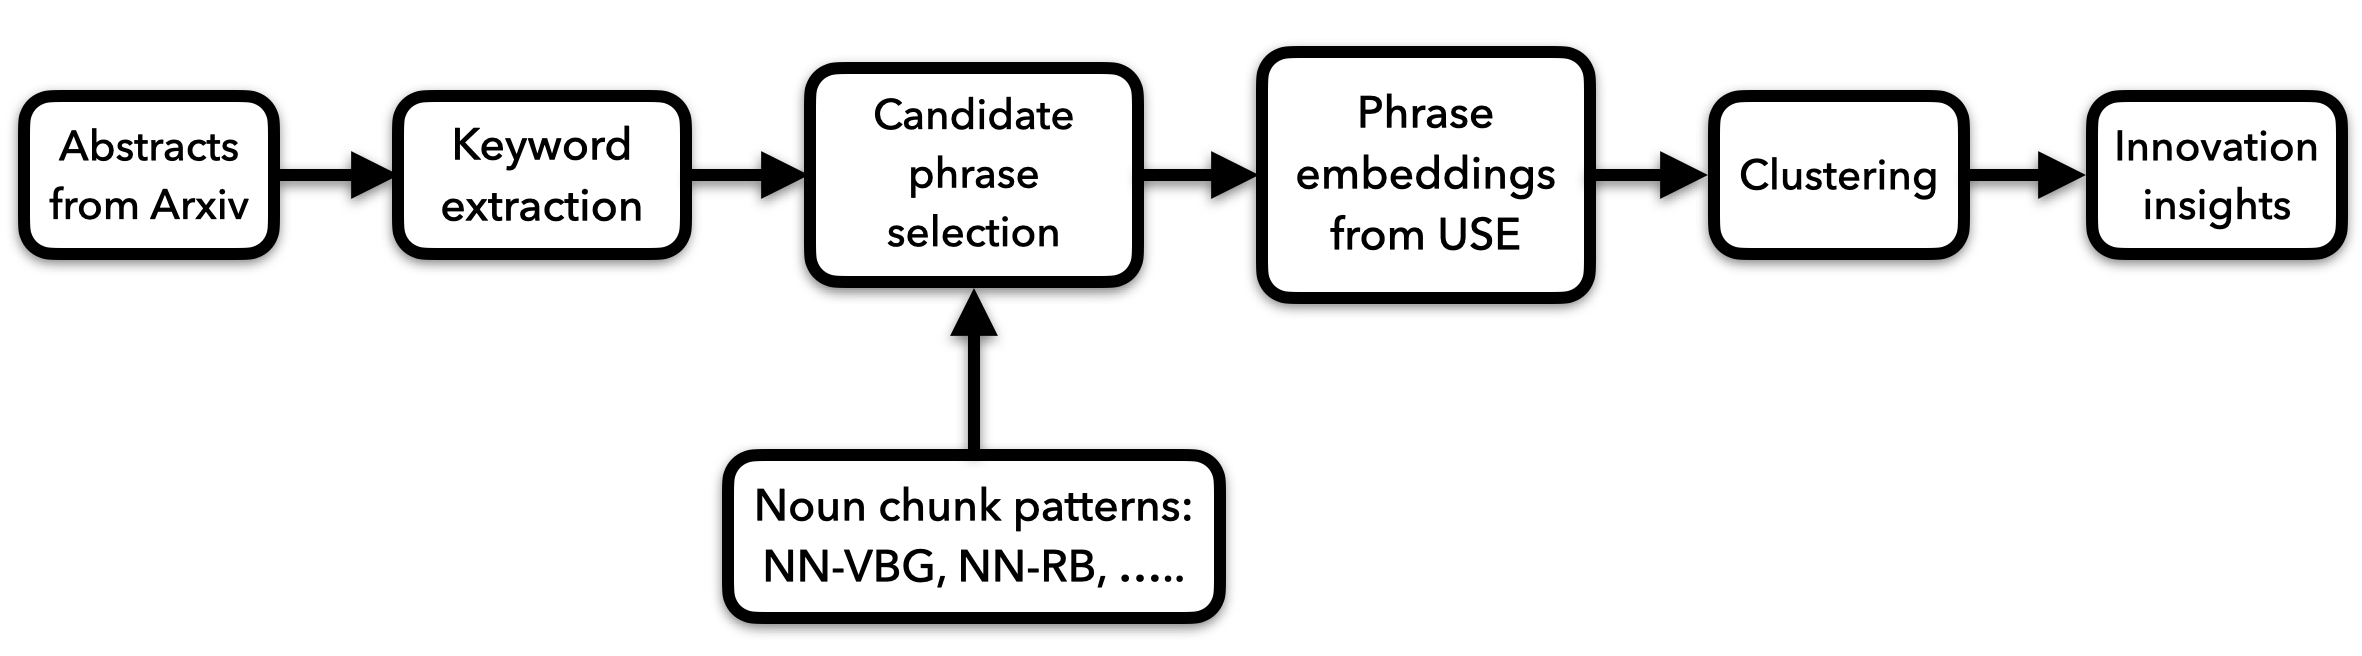 Abstracts
from Arxiv
Keyword
extraction
Candidate
phrase
selection
Phrase
embeddings
from USE
Clustering
Innovation
insights
Noun chunk patterns:
NN-VBG, NN-RB, …..